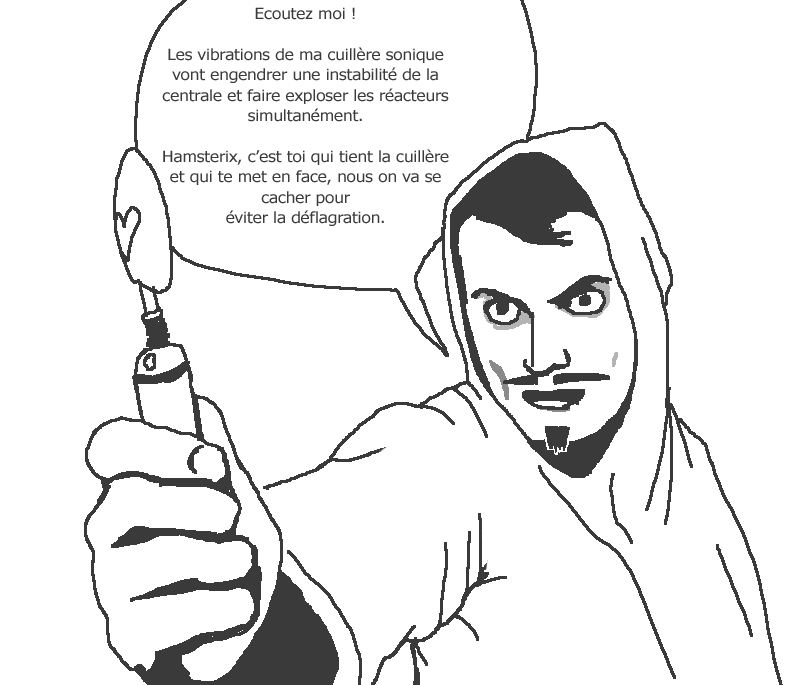 Ecoutez moi !
Les vibrations de ma cuillère sonique
vont engendrer une instabilité de la
centrale et faire exploser les réacteurs
simultanément.
Hamsterix, c’est toi qui tient la cuillère
et qui te met en face, nous on va se
cacher pour
éviter la déflagration.